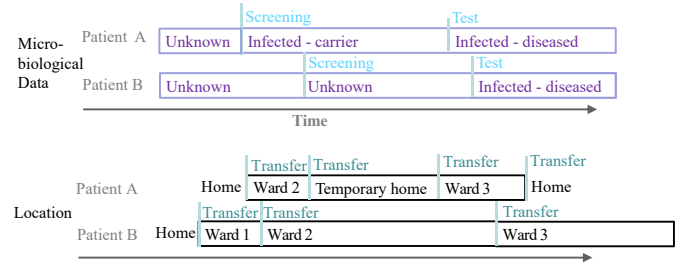 Screening Test
Micro-
biological
Data
Patient A
Unknown Infected - carrier Infected - diseased
Screening Test
Patient B
Unknown Unknown Infected - diseased
Time
Transfer Transfer Transfer Transfer
Patient A
Home Ward 2 Temporary home Ward 3 Home
Location
Transfer Transfer Transfer
Patient B
Home Ward 1 Ward 2 Ward 3